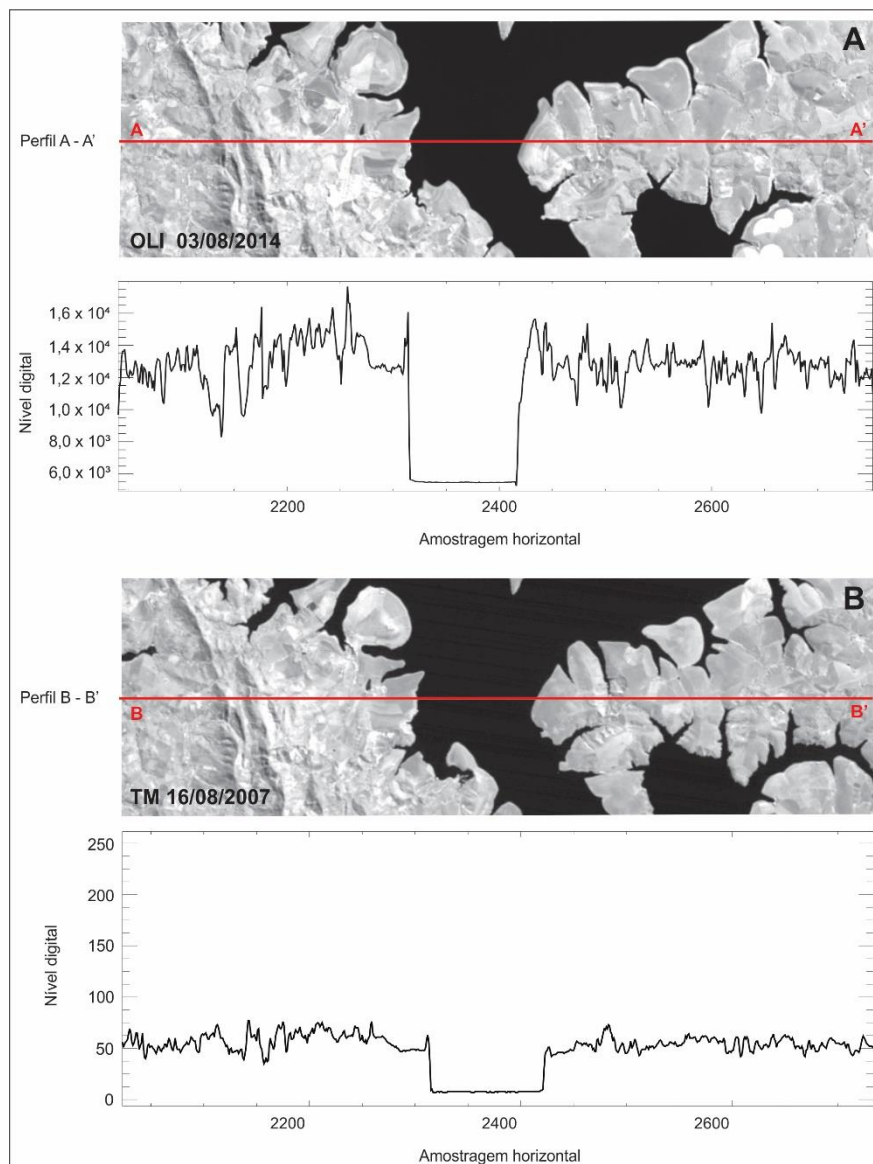 A
Perfil A - A’
A
A’
OLI 03/08/2014
Nível digital
1,6 x 10⁴
1,4 x 10⁴
1,2 x 10⁴
1,0 x 10⁴
8,0 x 10³
6,0 x 10³
2200
2400
2600
Amostragem horizontal
B
Perfil B - B’
B
B’
TM 16/08/2007
Nível digital
250
200
150
100
50
0
2200
2400
2600
Amostragem horizontal